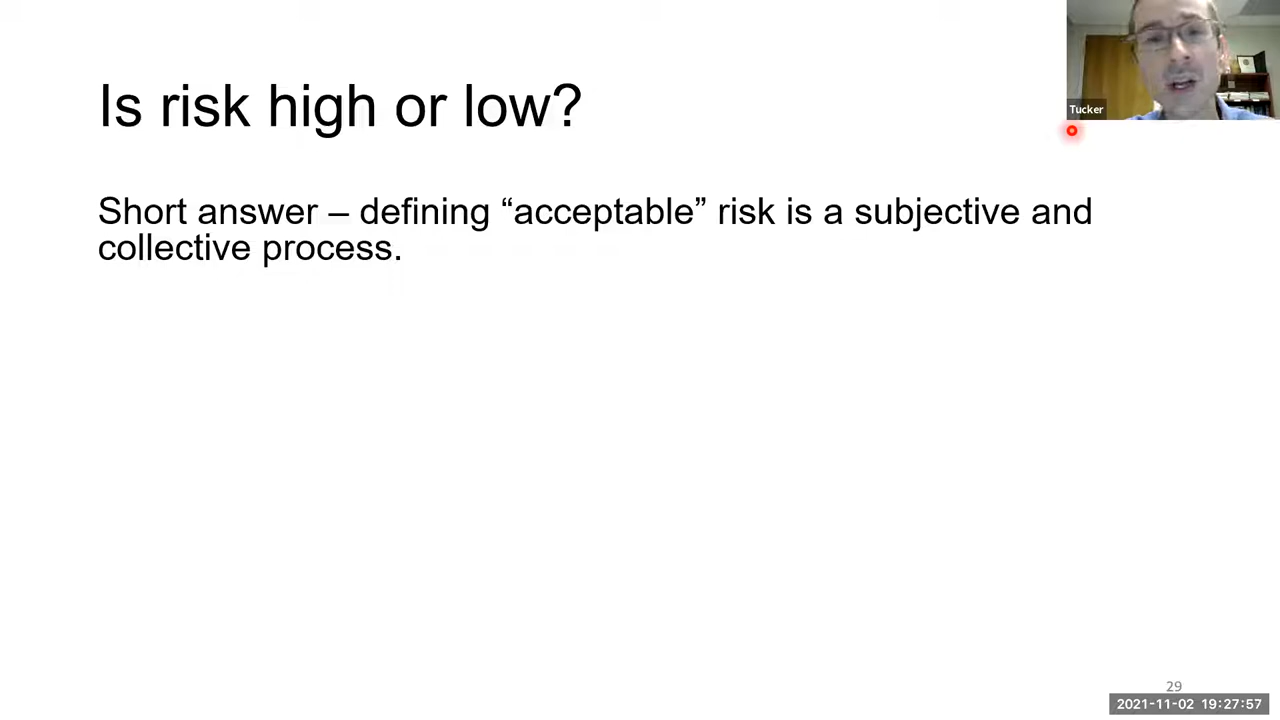 Is risk high or low?
Tucker
Short answer – defining “acceptable” risk is a subjective and
collective process.
29
2021-11-02 19:27:57